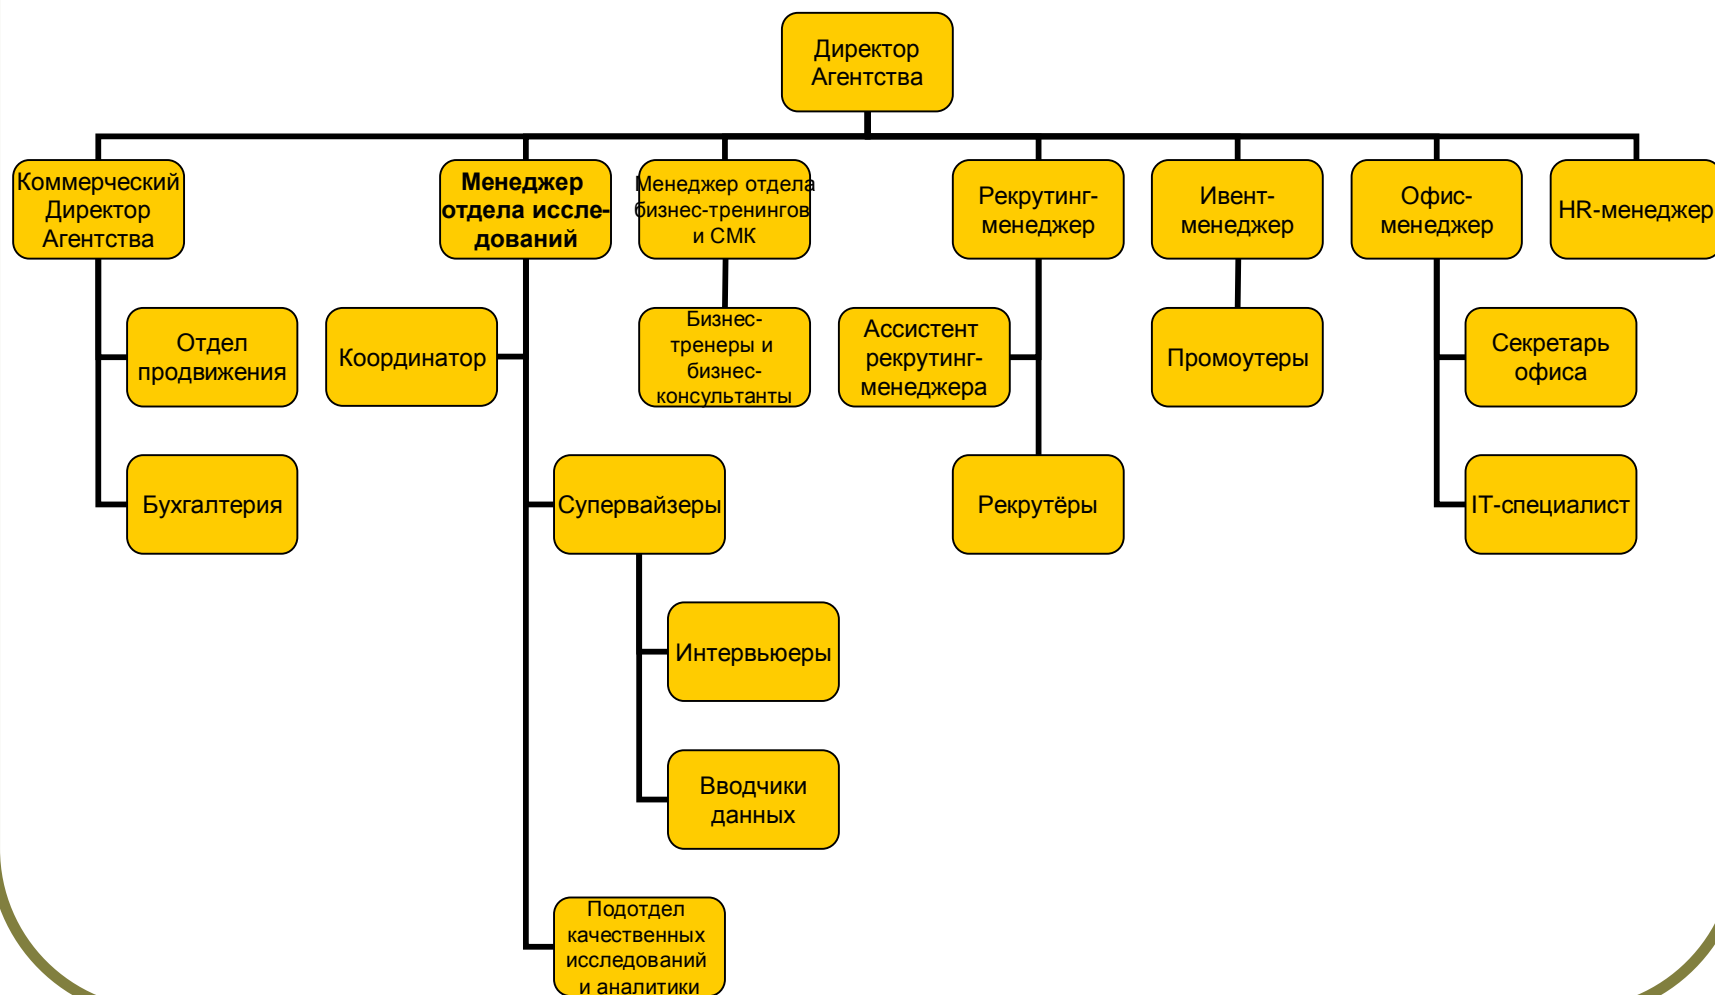 Директор
Агентства
Коммерческий
Директор
Агентства
Менеджер
отдела иссле-
дований
Менеджер отдела
бизнес-тренингов
и СМК
Рекрутинг-
менеджер
Ивент-
менеджер
Офис-
менеджер
HR-менеджер
Отдел
продвижения
Координатор
Бизнес-
тренеры и
бизнес-
консультанты
Ассистент
рекрутинг-
менеджера
Промоутеры
Секретарь
офиса
Бухгалтерия
Супервайзеры
Рекрутёры
IT-специалист
Интервьюеры
Вводчики
данных
Подотдел
качественных
исследований
и аналитики